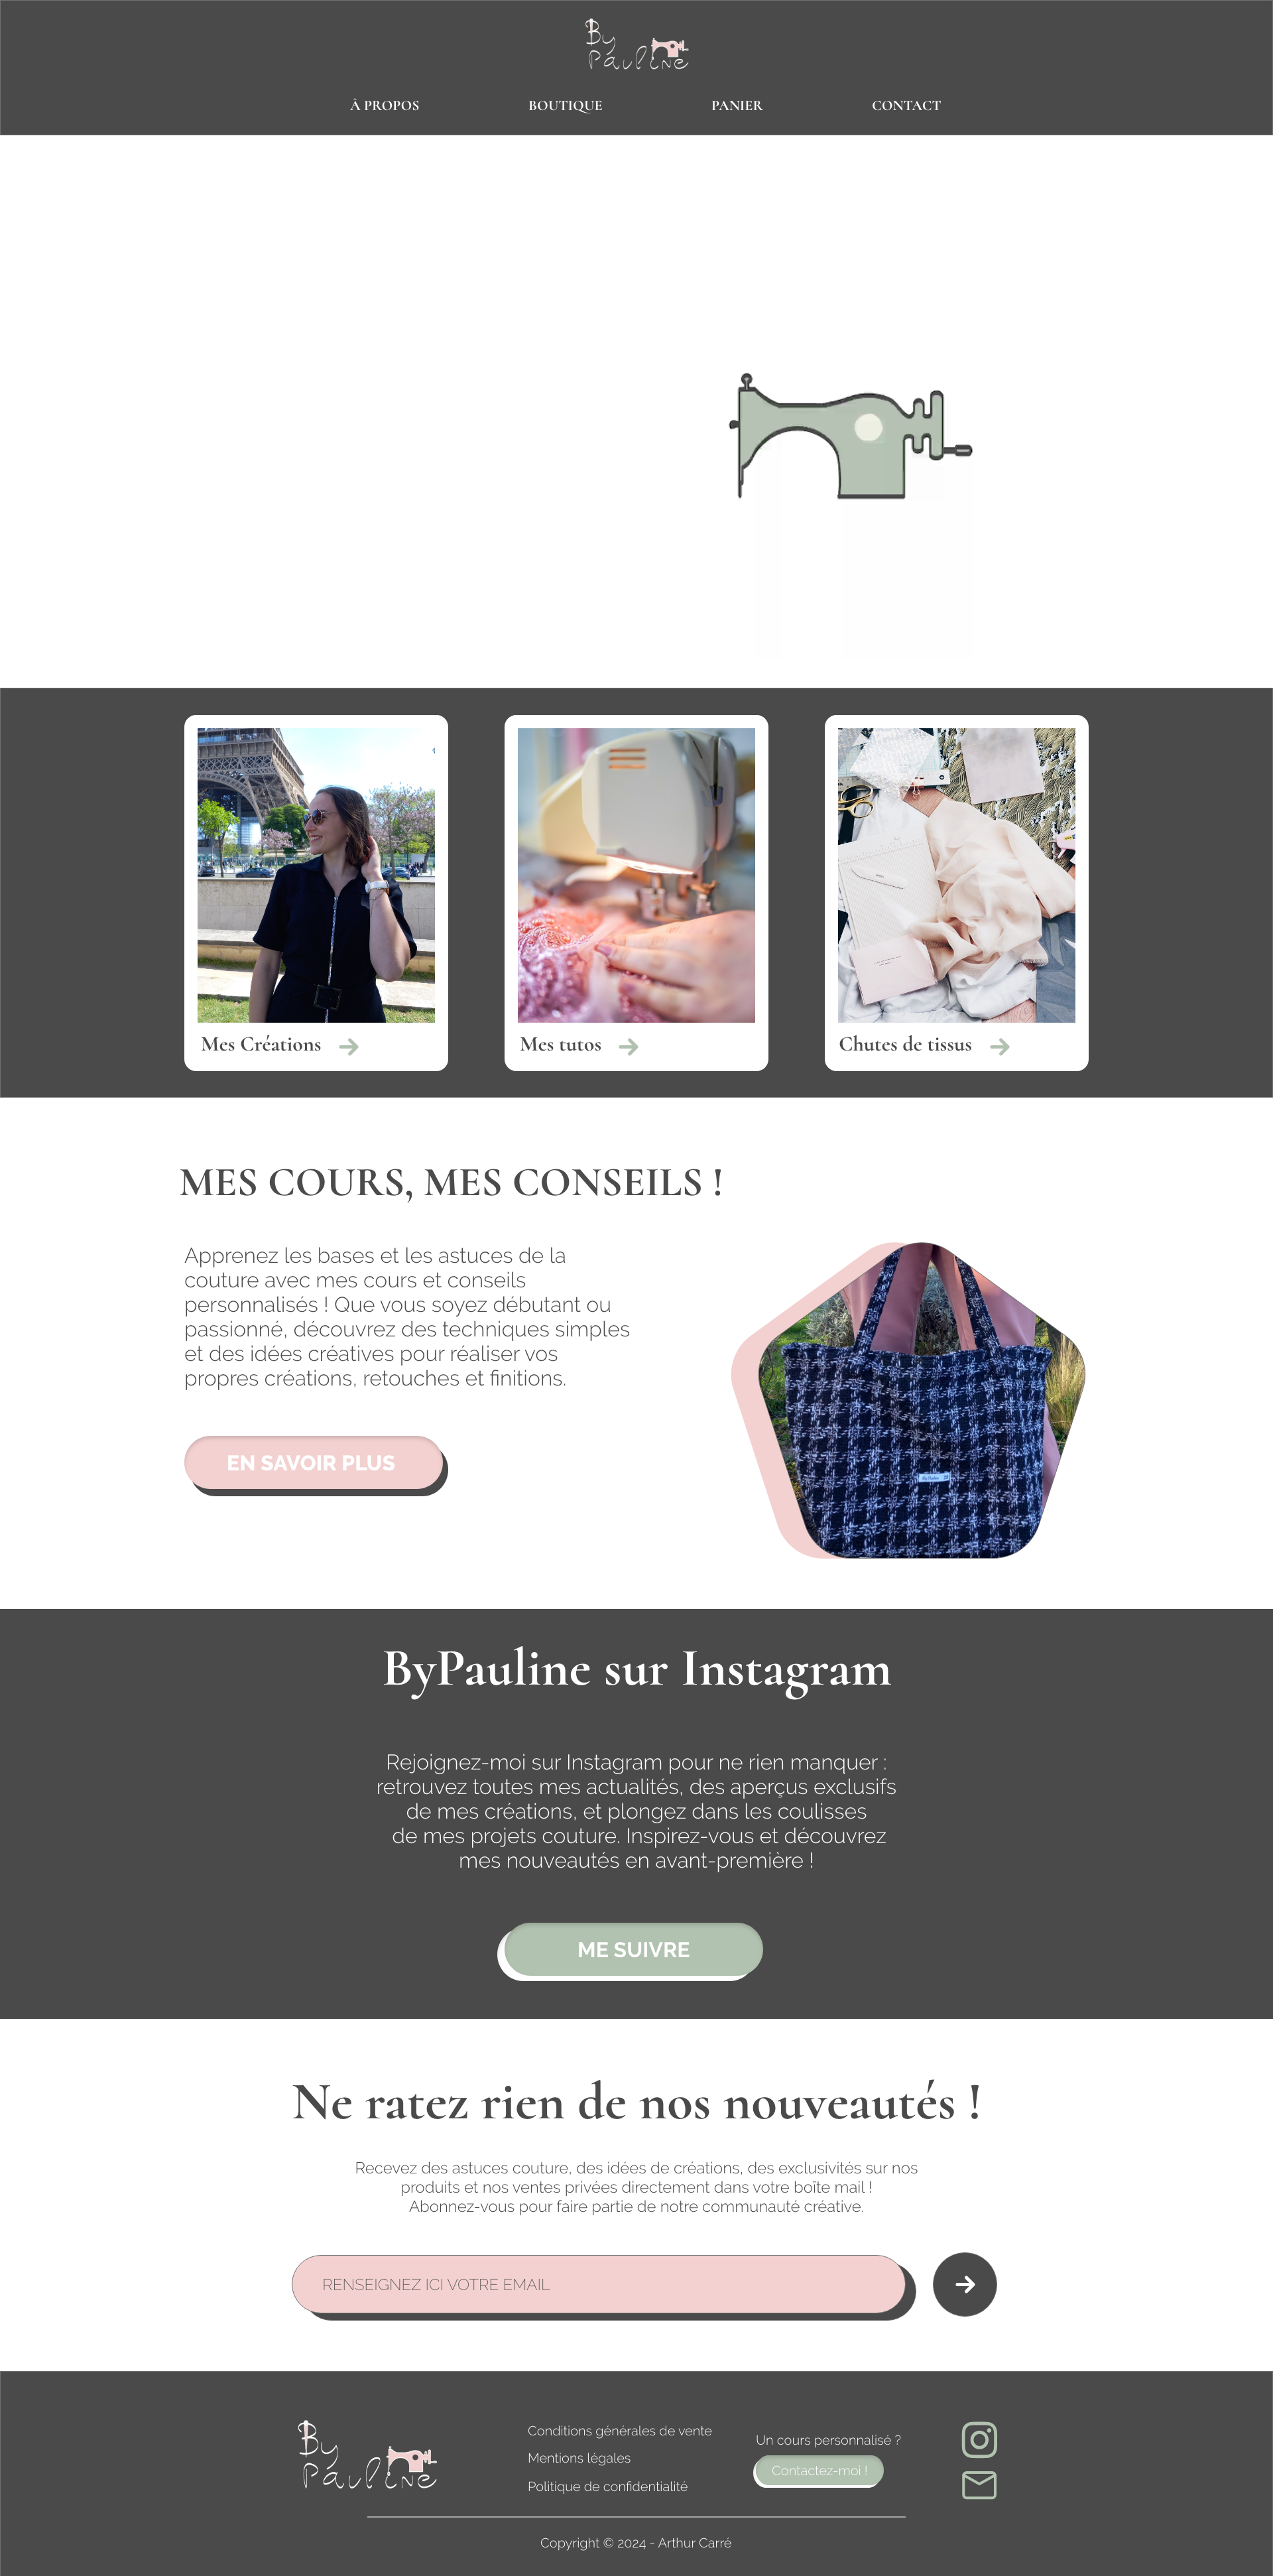 By
Pauline
À PROPOS
BOUTIQUE
PANIER
CONTACT
Mes Créations
Mes tutos
Chutes de tissus
MES COURS, MES CONSEILS !
Apprenez les bases et les astuces de la
couture avec mes cours et conseils
personnalisés ! Que vous soyez débutant ou
passionné, découvrez des techniques simples
et des idées créatives pour réaliser vos
propres créations, retouches et finitions.
EN SAVOIR PLUS
ByPauline sur Instagram
Rejoignez-moi sur Instagram pour ne rien manquer :
retrouvez toutes mes actualités, des aperçus exclusifs
de mes créations, et plongez dans les coulisses
de mes projets couture. Inspirez-vous et découvrez
mes nouveautés en avant-première !
ME SUIVRE
Ne ratez rien de nos nouveautés !
Recevez des astuces couture, des idées de créations, des exclusivités sur nos
produits et nos ventes privées directement dans votre boîte mail !
Abonnez-vous pour faire partie de notre communauté créative.
RENSEIGNEZ ICI VOTRE EMAIL
By
Pauline
Conditions générales de vente
Mentions légales
Politique de confidentialité
Un cours personnalisé ?
Contactez-moi !
Copyright © 2024 - Arthur Carré